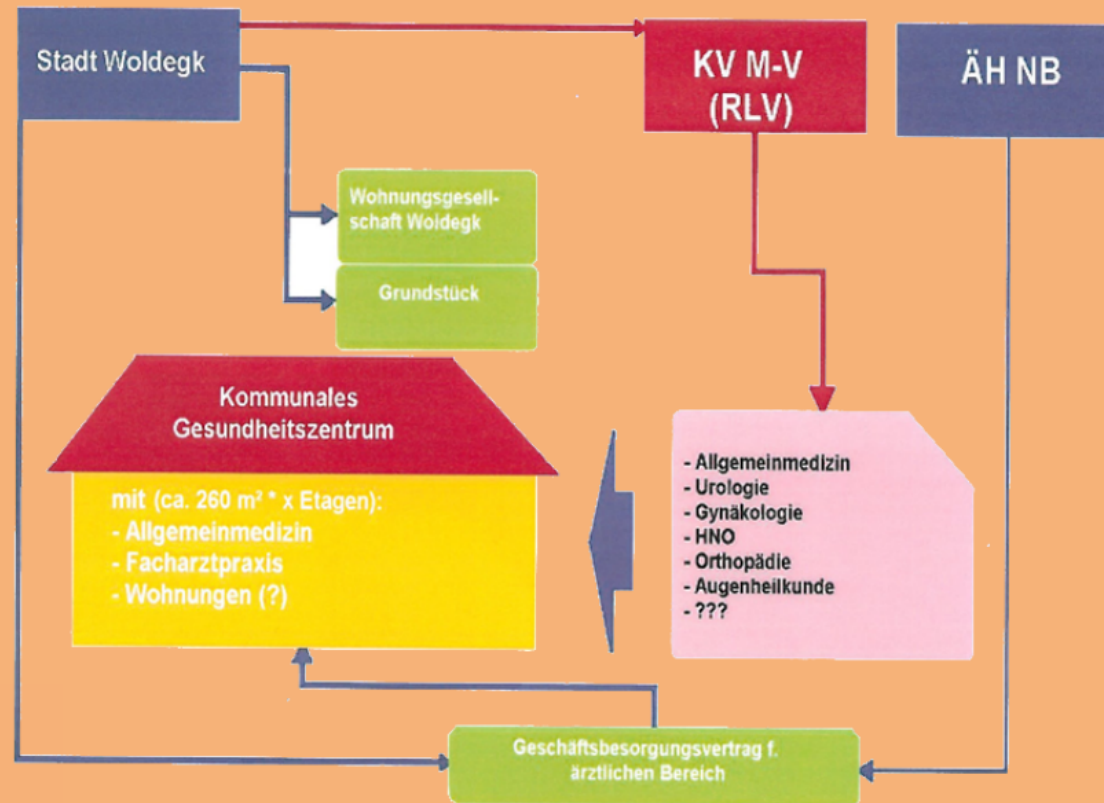 Stadt Woldegk
KV M-V
(RLV)
ÄH NB
Wohnungsgesell-
schaft Woldegk
Grundstück
Kommunales
Gesundheitszentrum
mit (ca. 260 m² * x Etagen):
- Allgemeinmedizin
- Facharztpraxis
- Wohnungen (?)
- Allgemeinmedizin
- Urologie
- Gynäkologie
- HNO
- Orthopädie
- Augenheilkunde
- ???
Geschäftsbesorgungsvertrag f.
ärztlichen Bereich